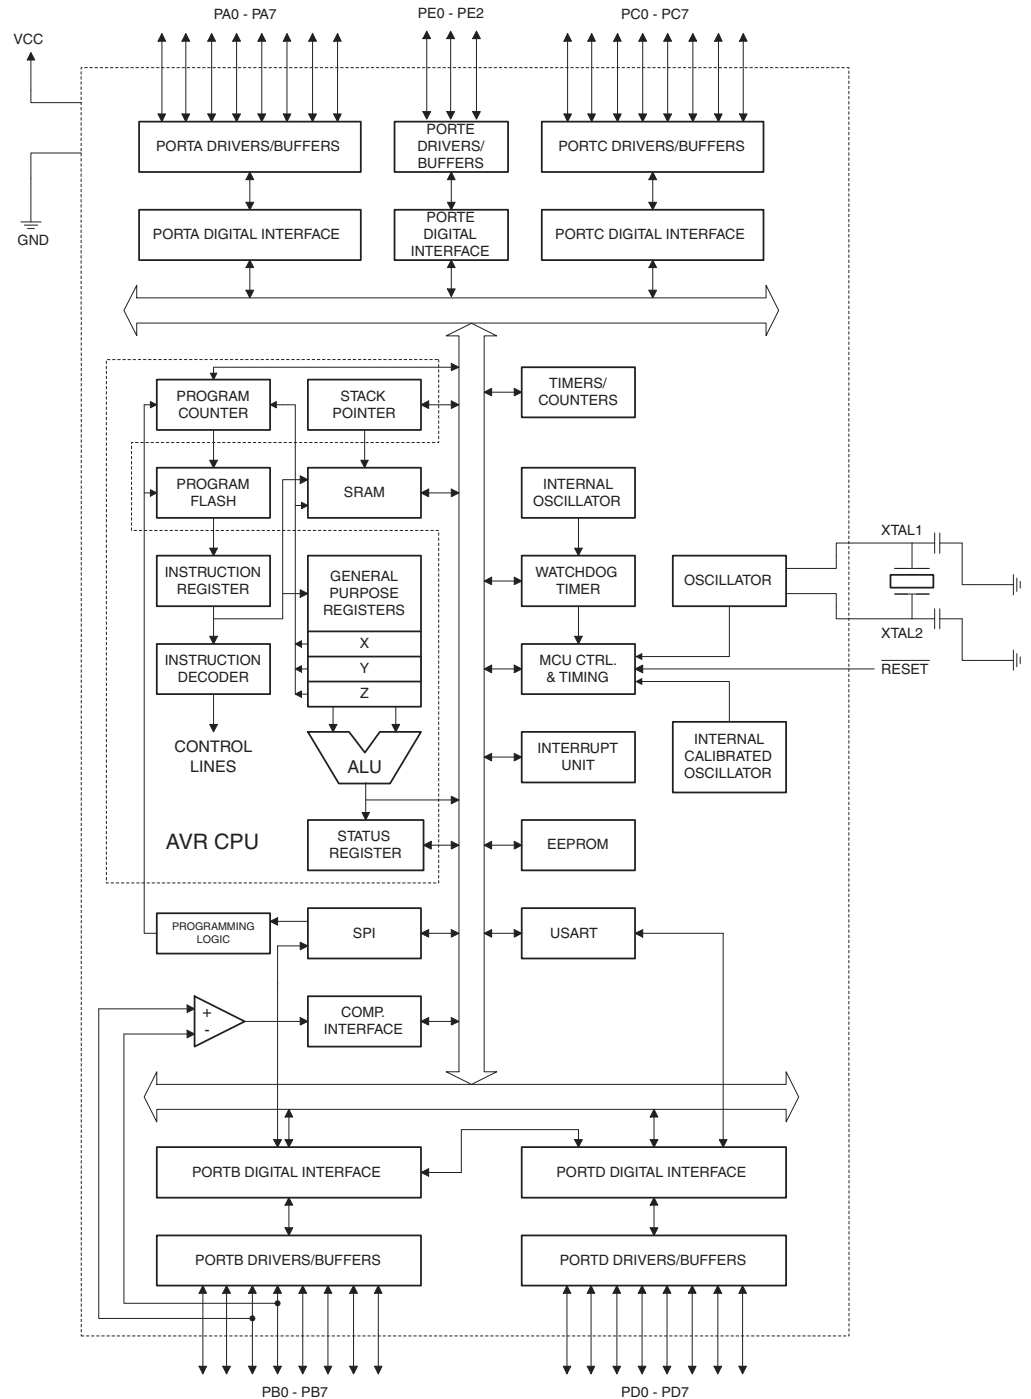 PA0 - PA7
PE0 - PE2
PC0 - PC7
VCC
PORTA DRIVERS/BUFFERS
PORTE
DRIVERS/
BUFFERS
PORTC DRIVERS/BUFFERS
GND
PORTA DIGITAL INTERFACE
PORTE
DIGITAL
INTERFACE
PORTC DIGITAL INTERFACE
PROGRAM
COUNTER
STACK
POINTER
TIMERS/
COUNTERS
PROGRAM
FLASH
SRAM
INTERNAL
OSCILLATOR
XTAL1
INSTRUCTION
REGISTER
GENERAL
PURPOSE
REGISTERS
WATCHDOG
TIMER
OSCILLATOR
XTAL2
X
Y
Z
INSTRUCTION
DECODER
MCU CTRL.
& TIMING
RESET
CONTROL
LINES
ALU
INTERRUPT
UNIT
INTERNAL
CALIBRATED
OSCILLATOR
AVR CPU
STATUS
REGISTER
EEPROM
PROGRAMMING
LOGIC
SPI
USART
+
-
COMP.
INTERFACE
PORTB DIGITAL INTERFACE
PORTD DIGITAL INTERFACE
PORTB DRIVERS/BUFFERS
PORTD DRIVERS/BUFFERS
PB0 - PB7
PD0 - PD7